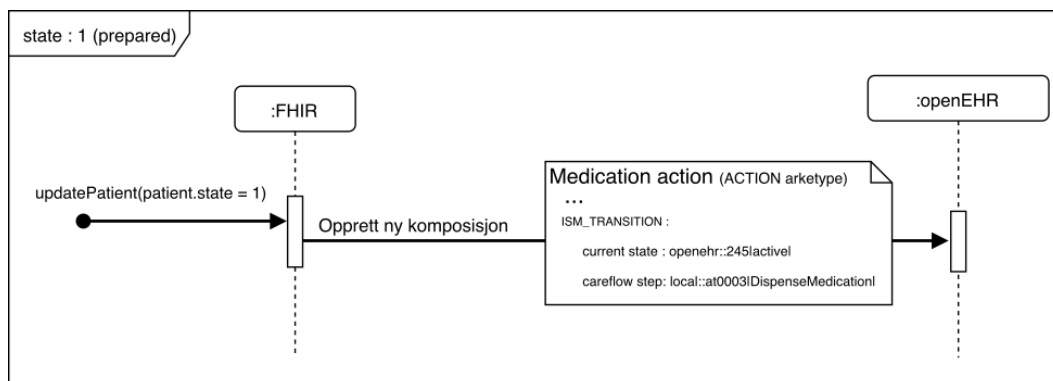 state : 1 (prepared)
:FHIR
:openEHR
updatePatient(patient.state = 1)
Opprett ny komposisjon
Medication action (ACTION arketype)
...
ISM_TRANSITION :
current state : openehr::245|active|
careflow step: local::at0003|DispenseMedication|